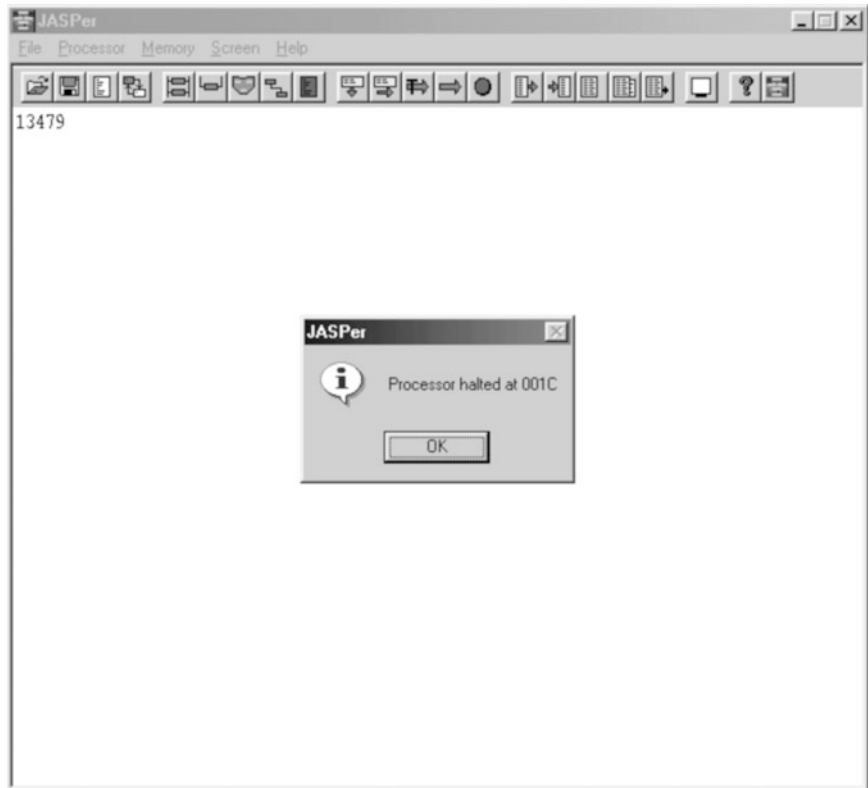 JASPer
File Processor Memory Screen Help
13479
JASPer
Processor halted at 001C
OK